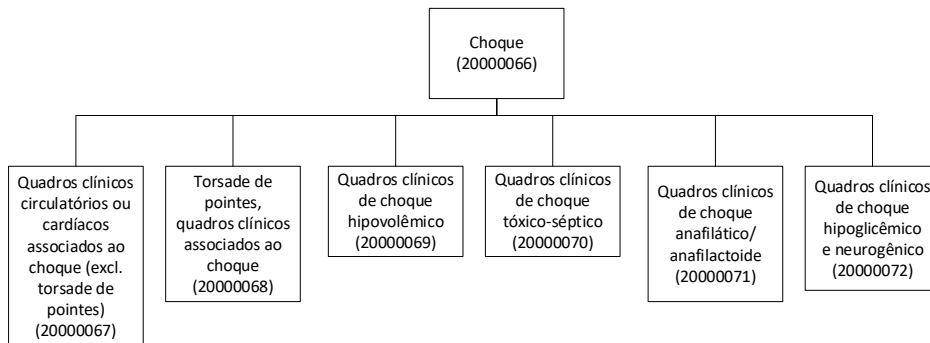 Choque
(20000066)
Quadros clínicos
circulatórios ou
cardíacos
associados ao
choque (excl.
torsade de
pointes)
(20000067)
Torsade de
pointes,
quadros clínicos
associados ao
choque
(20000068)
Quadros clínicos
de choque
hipovolêmico
(20000069)
Quadros clínicos
de choque
tóxico-séptico
(20000070)
Quadros clínicos
de choque
anafilático/
anafilactoide
(20000071)
Quadros clínicos
de choque
hipoglicêmico
e neurogênico
(20000072)